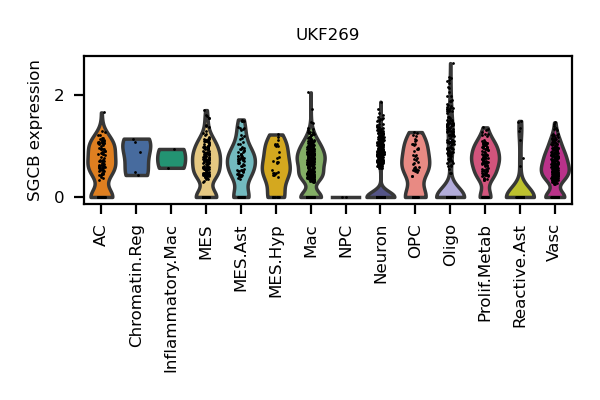 UKF269
SGCB expression
2
0
AC
Chromatin.Reg
Inflammatory.Mac
MES
MES.Ast
MES.Hyp
Mac
NPC
Neuron
OPC
Oligo
Prolif.Metab
Reactive.Ast
Vasc